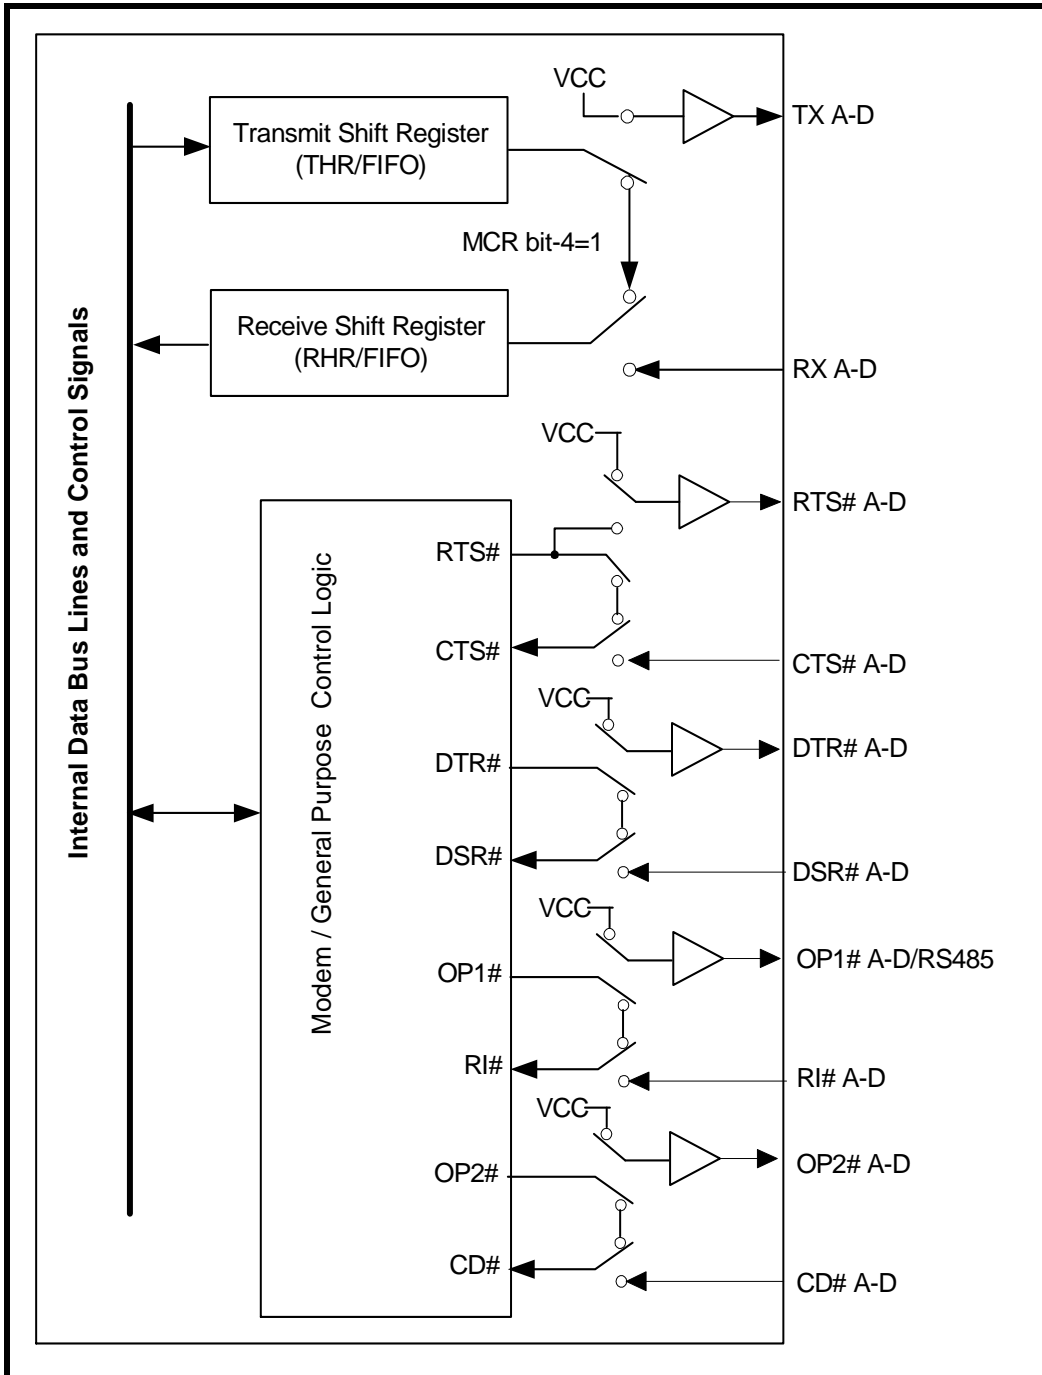 VCC
TX A-D
Transmit Shift Register
(THR/FIFO)
MCR bit-4=1
Receive Shift Register
(RHR/FIFO)
RX A-D
Internal Data Bus Lines and Control Signals
VCC
RTS# A-D
RTS#
Modem / General Purpose Control Logic
CTS#
CTS# A-D
VCC
DTR# A-D
DTR#
DSR#
DSR# A-D
VCC
OP1# A-D/RS485
OP1#
RI#
RI# A-D
VCC
OP2# A-D
OP2#
CD#
CD# A-D